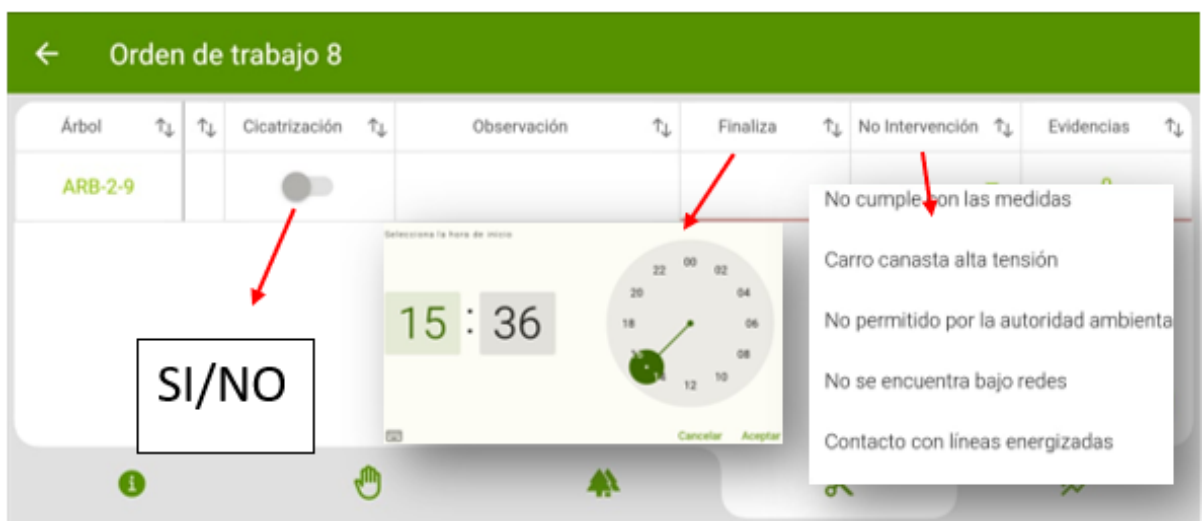 Orden de trabajo 8
Árbol Cicatrización Observación Finaliza No Intervención Evidencias
ARB-2-9
No cumple con las medidas
Selecciona la hora de inicio
15 : 36
00
02
04
06
08
10
12
18
20
22
Cancelar Aceptar
SI/NO
Carro canasta alta tensión
No permitido por la autoridad ambienta
No se encuentra bajo redes
Contacto con líneas energizadas